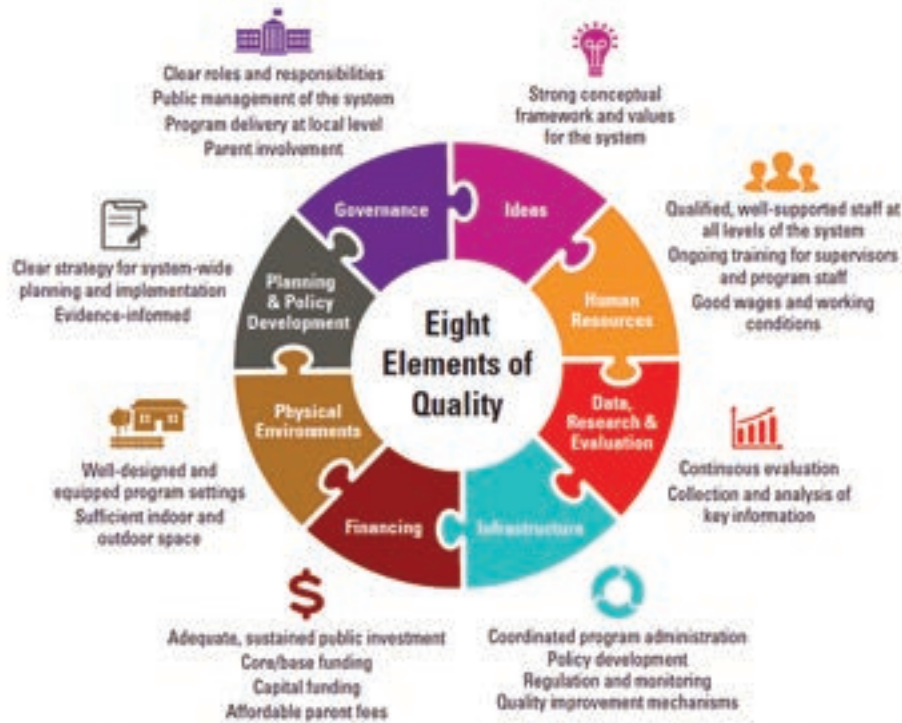 Clear roles and responsibilities
Public management of the system
Program delivery at local level
Parent involvement
Strong conceptual
framework and values
for the system
Qualified, well-supported staff at
all levels of the system
Ongoing training for supervisors
and program staff
Good wages and working
conditions
Clear strategy for system-wide
planning and implementation
Evidence-informed
Governance
Ideas
Planning
& Policy
Development
Human
Resources
Eight
Elements of
Quality
Physical
Environments
Data,
Research &
Evaluation
Financing
Infrastructure
Well-designed and
equipped program settings
Sufficient indoor and
outdoor space
Continuous evaluation
Collection and analysis of
key information
$
Adequate, sustained public investment
Core/base funding
Capital funding
Affordable parent fees
Coordinated program administration
Policy development
Regulation and monitoring
Quality improvement mechanisms